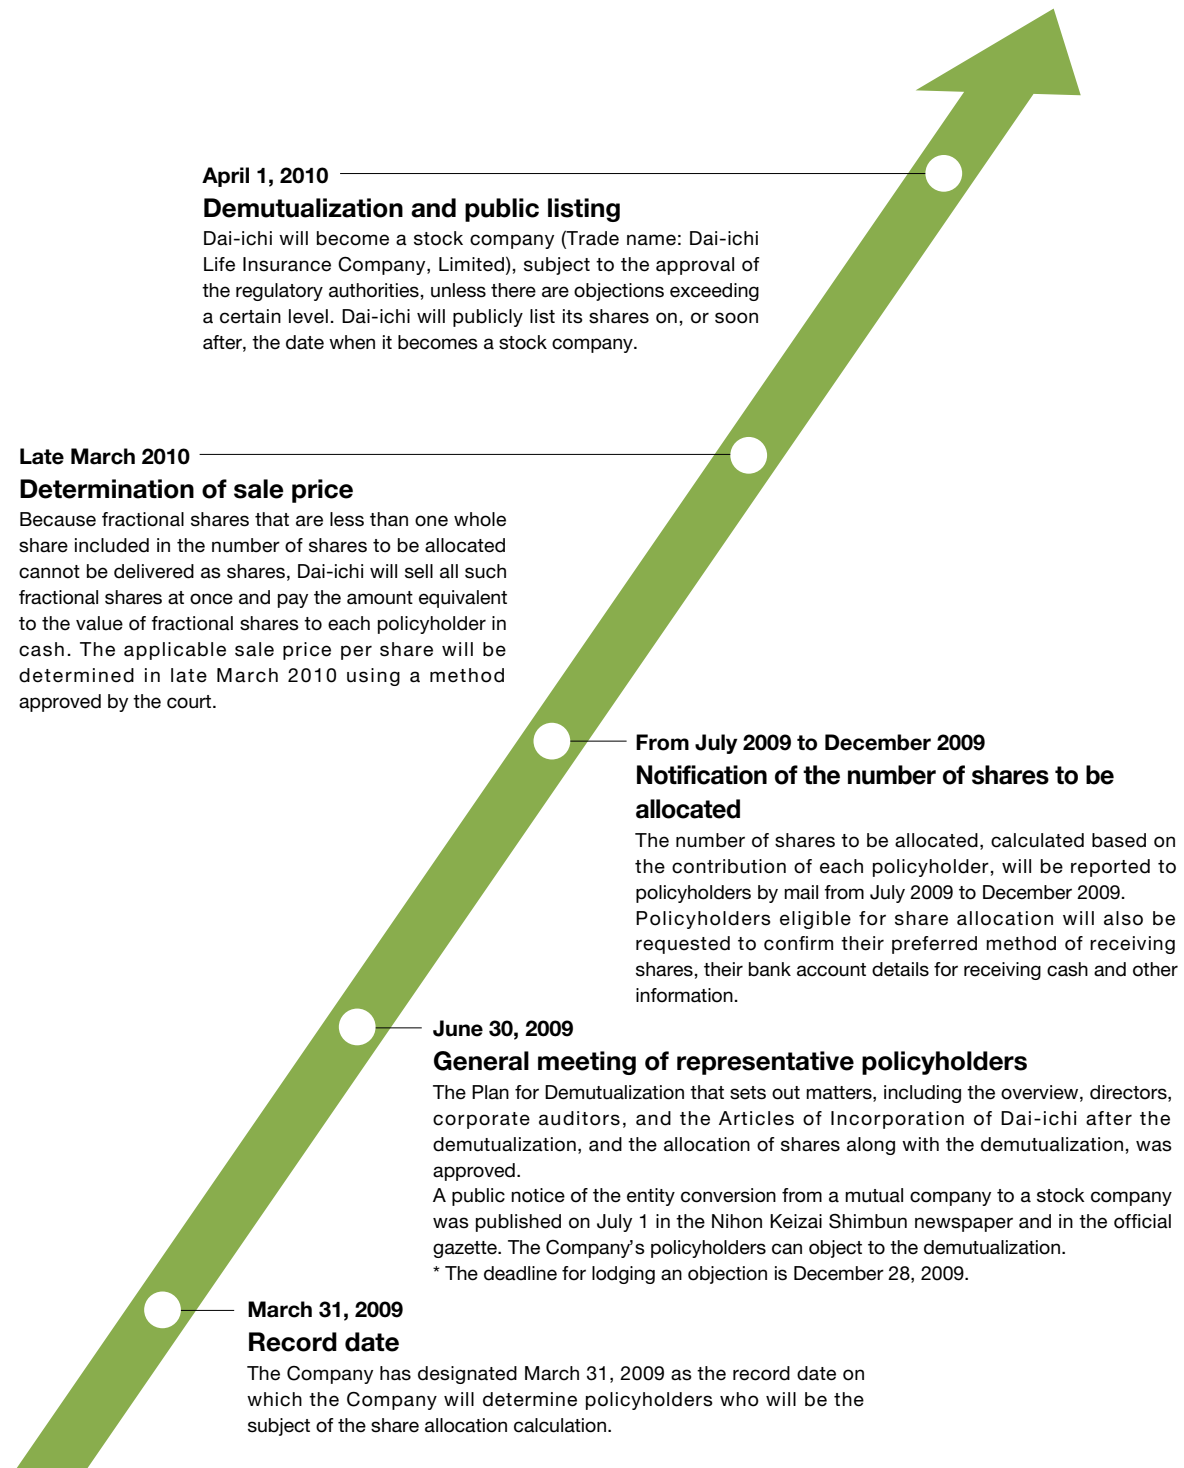 April 1, 2010
Demutualization and public listing
Dai-ichi will become a stock company (Trade name: Dai-ichi
Life Insurance Company, Limited), subject to the approval of
the regulatory authorities, unless there are objections exceeding
a certain level. Dai-ichi will publicly list its shares on, or soon
after, the date when it becomes a stock company.
Late March 2010
Determination of sale price
Because fractional shares that are less than one whole
share included in the number of shares to be allocated
cannot be delivered as shares, Dai-ichi will sell all such
fractional shares at once and pay the amount equivalent
to the value of fractional shares to each policyholder in
cash. The applicable sale price per share will be
determined in late March 2010 using a method
approved by the court.
From July 2009 to December 2009
Notification of the number of shares to be
allocated
The number of shares to be allocated, calculated based on
the contribution of each policyholder, will be reported to
policyholders by mail from July 2009 to December 2009.
Policyholders eligible for share allocation will also be
requested to confirm their preferred method of receiving
shares, their bank account details for receiving cash and other
information.
June 30, 2009
General meeting of representative policyholders
The Plan for Demutualization that sets out matters, including the overview, directors,
corporate auditors, and the Articles of Incorporation of Dai-ichi after the
demutualization, and the allocation of shares along with the demutualization, was
approved.
A public notice of the entity conversion from a mutual company to a stock company
was published on July 1 in the Nihon Keizai Shimbun newspaper and in the official
gazette. The Company's policyholders can object to the demutualization.
* The deadline for lodging an objection is December 28, 2009.
March 31, 2009
Record date
The Company has designated March 31, 2009 as the record date on
which the Company will determine policyholders who will be the
subject of the share allocation calculation.